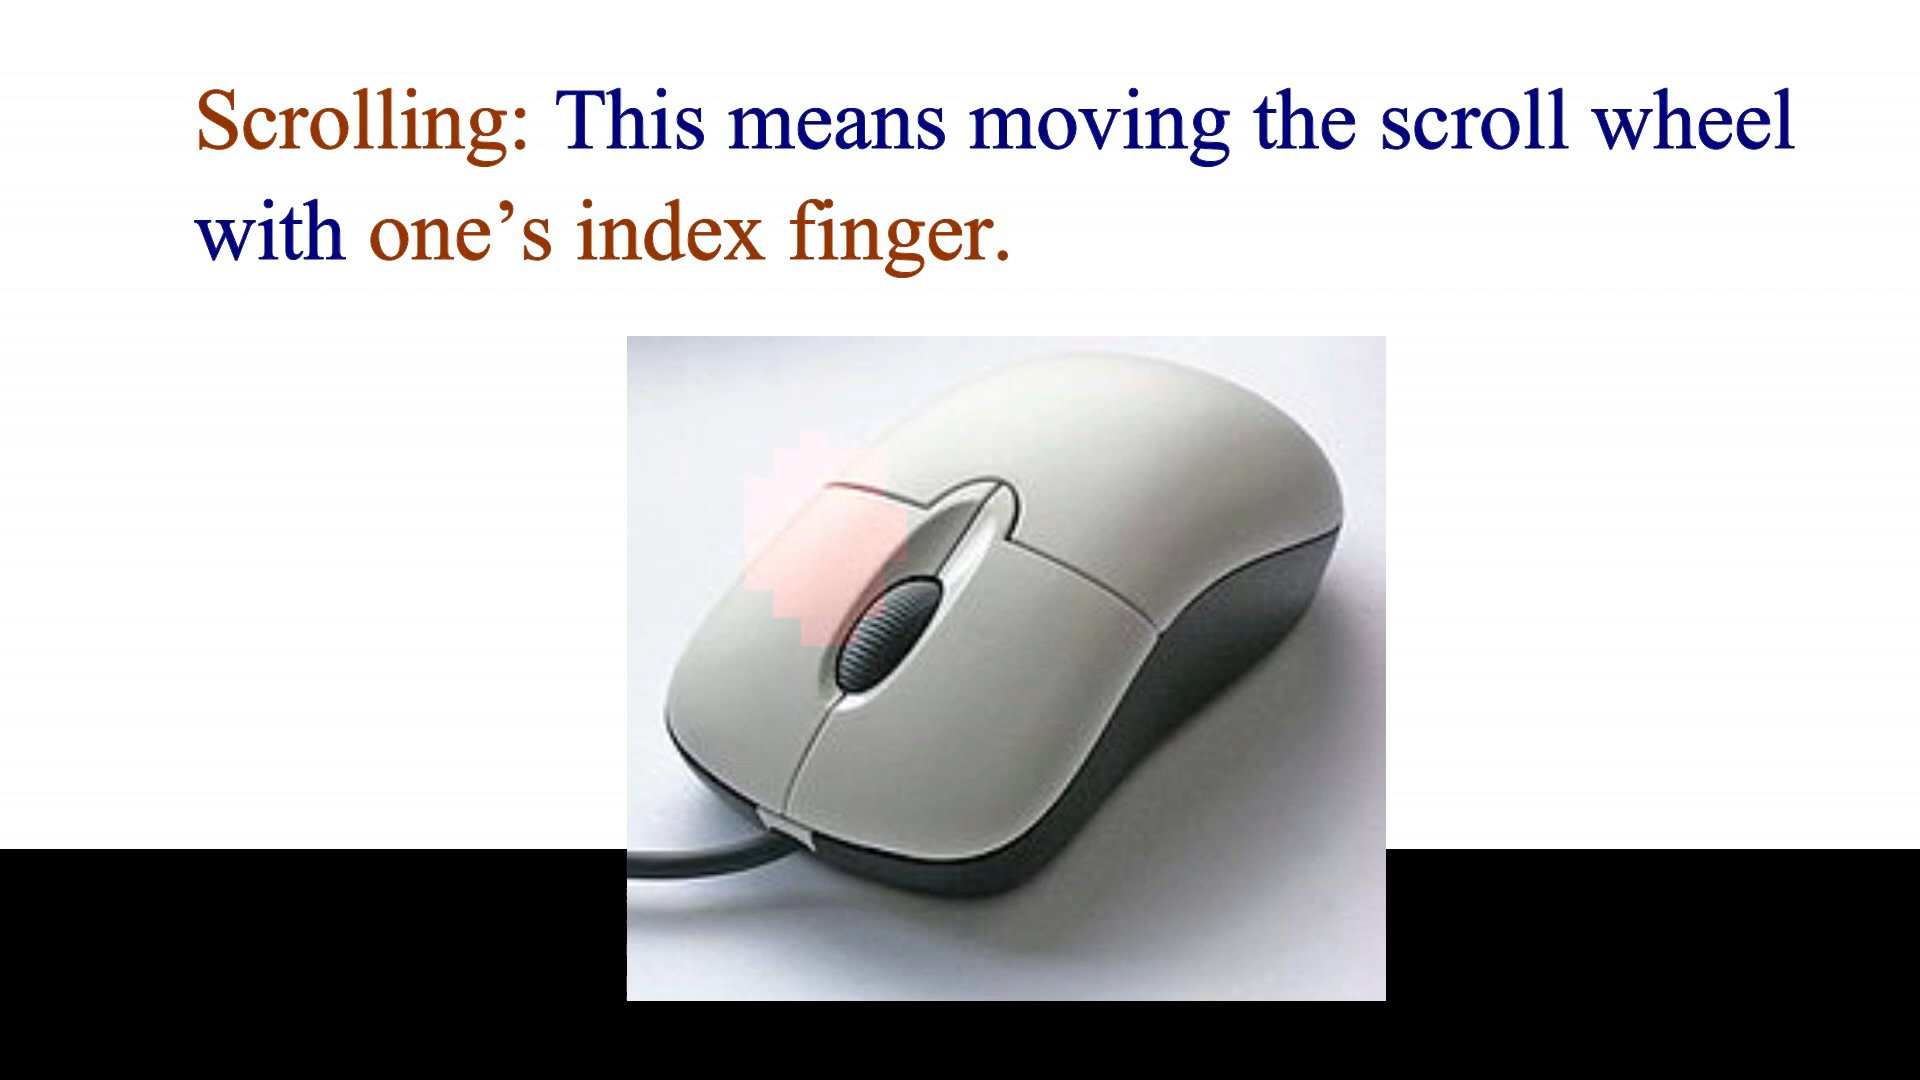 Scrolling: This means moving the scroll wheel
with one’s index finger.